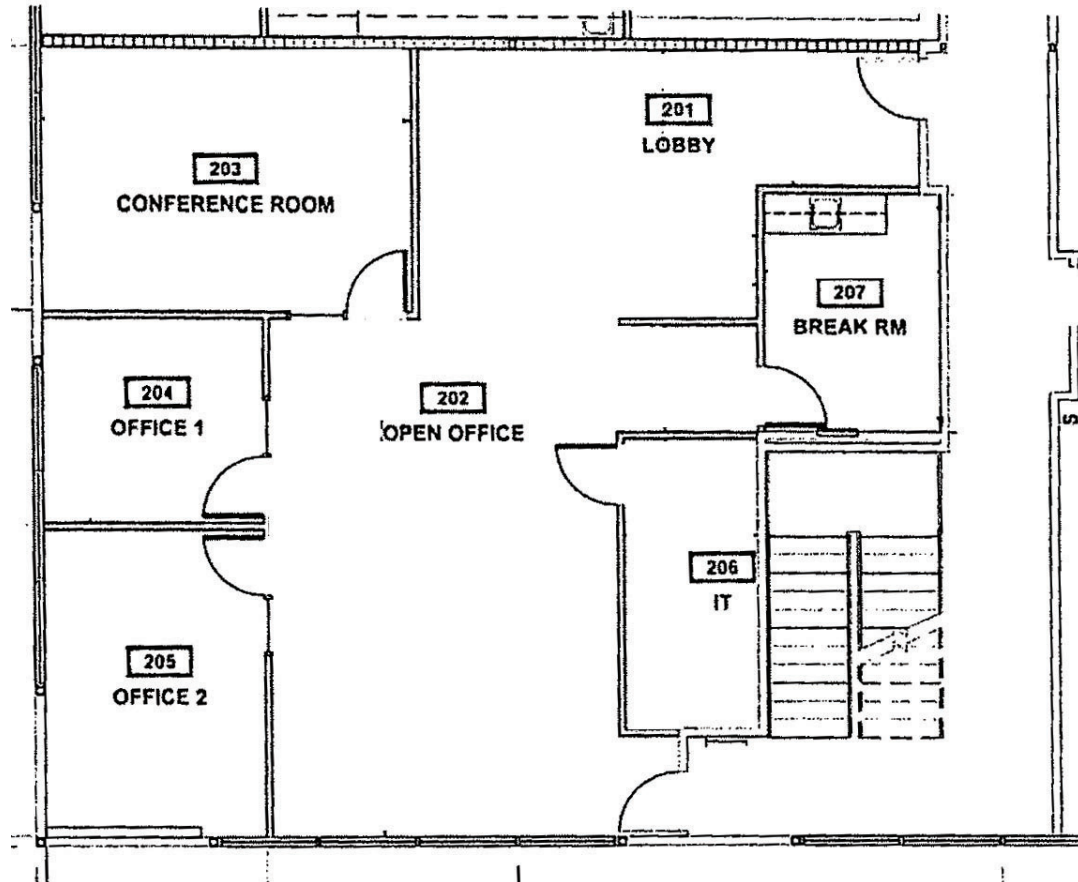 201
LOBBY
203
CONFERENCE ROOM
207
BREAK RM
204
OFFICE 1
202
OPEN OFFICE
206
IT
205
OFFICE 2